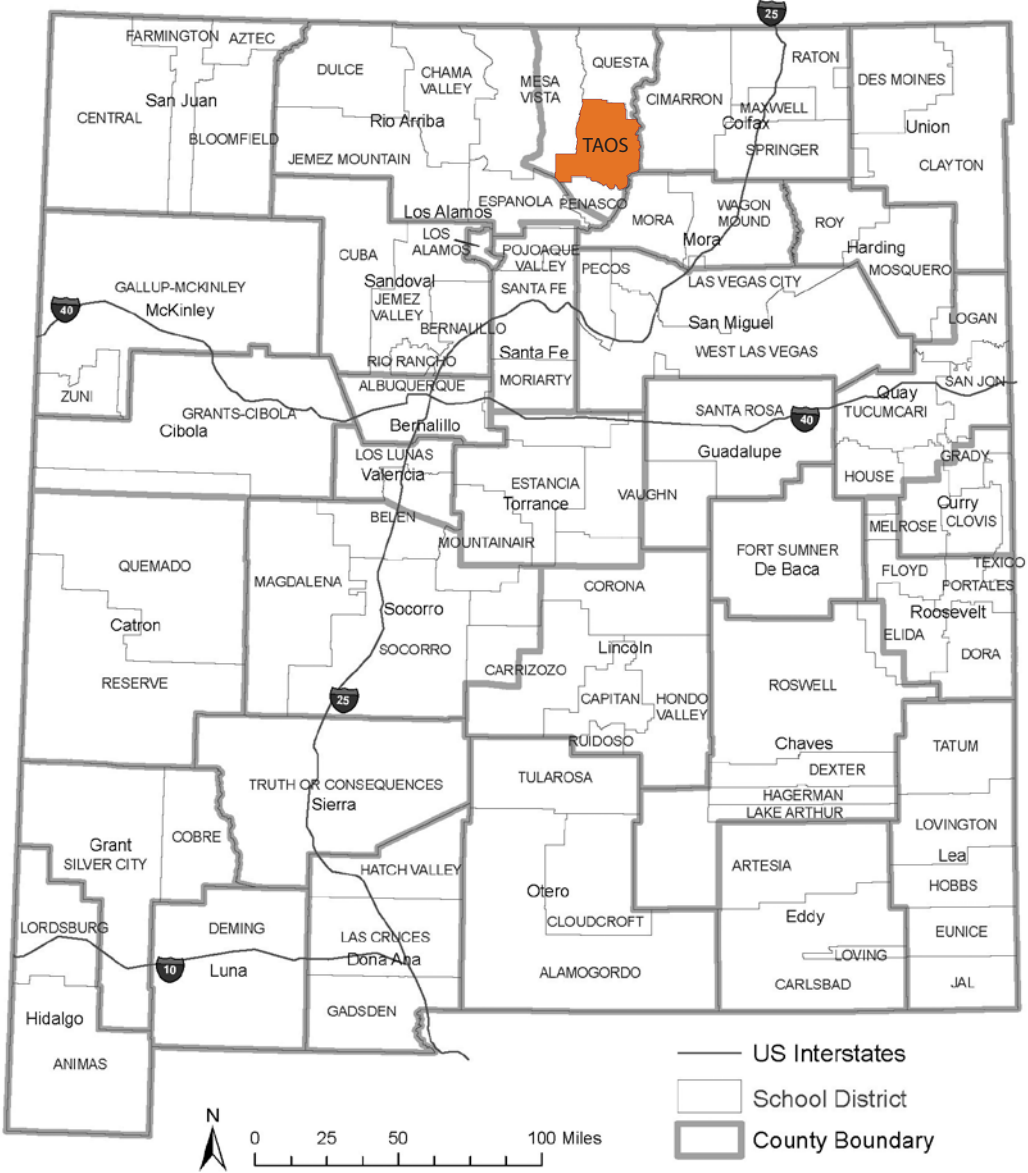 25
FARMINGTON
AZTEC
San Juan
CENTRAL
BLOOMFIELD
DULCE
CHAMA
VALLEY
Rio Arriba
JEMEZ MOUNTAIN
MESA
VISTA
QUESTA
TAOS
CIMARRON
RATON
MAXWELL
Colfax
SPRINGER
DES MOINES
Union
CLAYTON
ESPANOLA
PENASCO
Los Alamos
LOS
ALAMOS
POJOAQUE
VALLEY
MORA
WAGON
MOUND
Mora
ROY
Harding
MOSQUERO
CUBA
Sandoval
JEMEZ
VALLEY
BERNALILLO
RIO RANCHO
SANTA FE
Santa Fe
MORIARTY
PECOS
LAS VEGAS CITY
San Miguel
WEST LAS VEGAS
LOGAN
GALLUP-MCKINLEY
McKinley
40
ZUNI
GRANTS-CIBOLA
Cibola
ALBUQUERQUE
Bernalillo
LOS LUNAS
Valencia
SANTA ROSA
40
Guadalupe
SAN JON
Quay
TUCUMCARI
HOUSE
GRADY
Curry
CLOVIS
MELROSE
BELEN
ESTANCIA
Torrance
VAUGHN
MOUNTAINAIR
QUEMADO
Catron
RESERVE
MAGDALENA
Socorro
SOCORRO
25
CORONA
Lincoln
CARRIZOZO
CAPITAN
HONDO
VALLEY
RUIDOSO
FORT SUMNER
De Baca
FLOYD
TEXICO
PORTALES
Roosevelt
ELIDA
DORA
ROSWELL
Chaves
DEXTER
HAGERMAN
LAKE ARTHUR
TATUM
LOVINGTON
Lea
HOBBS
EUNICE
JAL
TRUTH OR CONSEQUENCES
Sierra
TULAROSA
Grant
SILVER CITY
COBRE
HATCH VALLEY
Otero
CLOUDCROFT
ALAMOGORDO
ARTESIA
Eddy
LOVING
CARLSBAD
LORDSBURG
10
DEMING
Luna
LAS CRUCES
Dona Ana
GADSDEN
Hidalgo
ANIMAS
US Interstates
School District
County Boundary
N
0 25 50 100 Miles